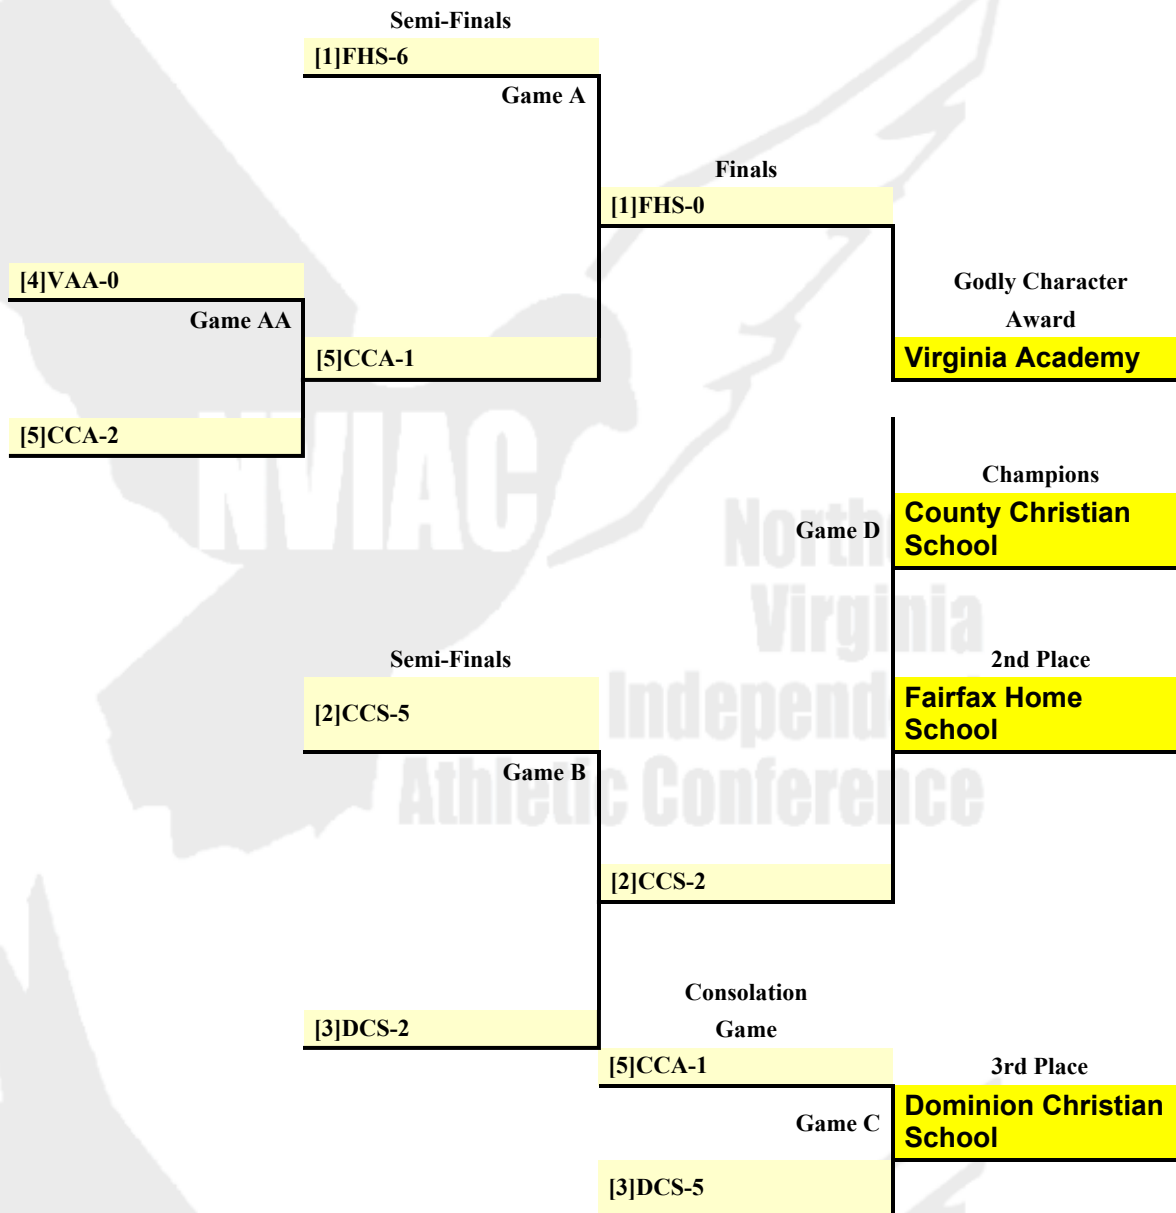 Semi-Finals
[1]FHS-6
Game A
Finals
[1]FHS-0
[4]VAA-0
Godly Character
Game AA
Award
[5]CCA-1
Virginia Academy
[5]CCA-2
NVIAC
Champions
County Christian
Game D
School
Northe
Virginia
Semi-Finals
2nd Place
[2]CCS-5
Independ
Fairfax Home
School
Game B
Athletic Conference
[2]CCS-2
Consolation
[3]DCS-2
Game
[5]CCA-1
3rd Place
Game C
Dominion Christian
School
[3]DCS-5